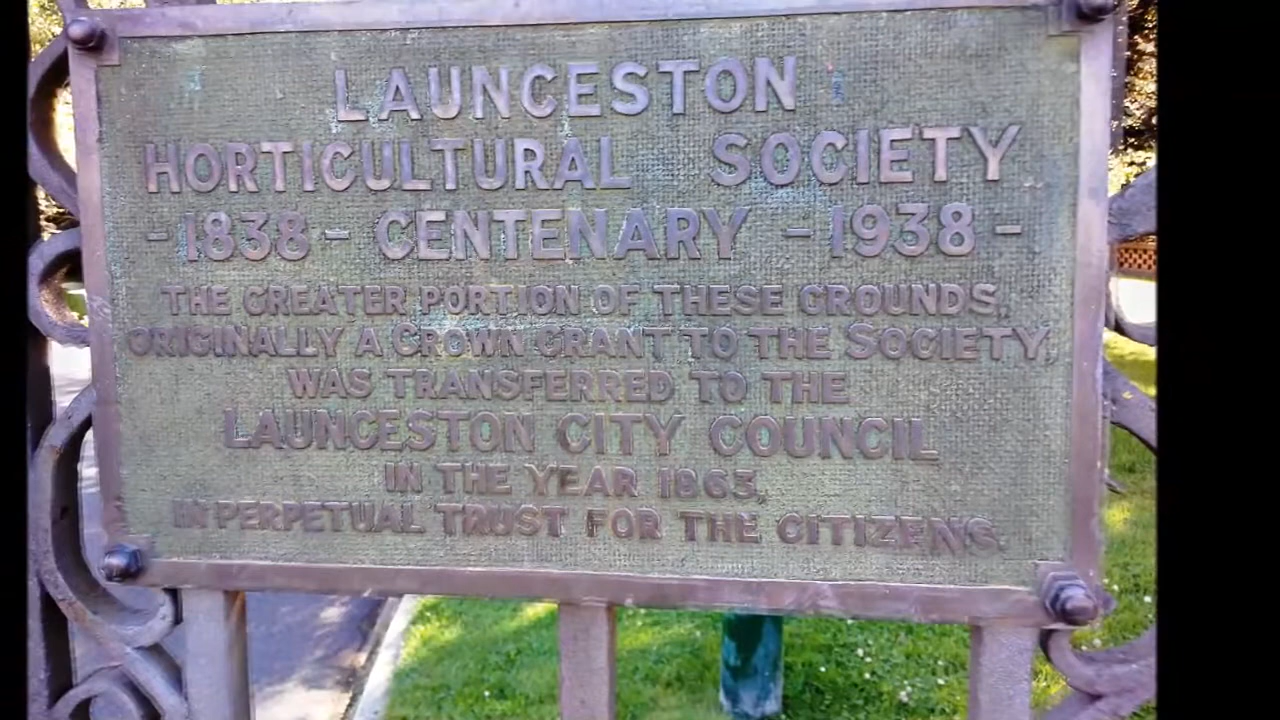 LAUNCESTON
HORTICULTURAL SOCIETY
- 1838 - CENTENARY - 1938 -
THE GREATER PORTION OF THESE GROUNDS,
ORIGINALLY A CROWN GRANT TO THE SOCIETY,
WAS TRANSFERRED TO THE
LAUNCESTON CITY COUNCIL
IN THE YEAR 1863,
IN PERPETUAL TRUST FOR THE CITIZENS.